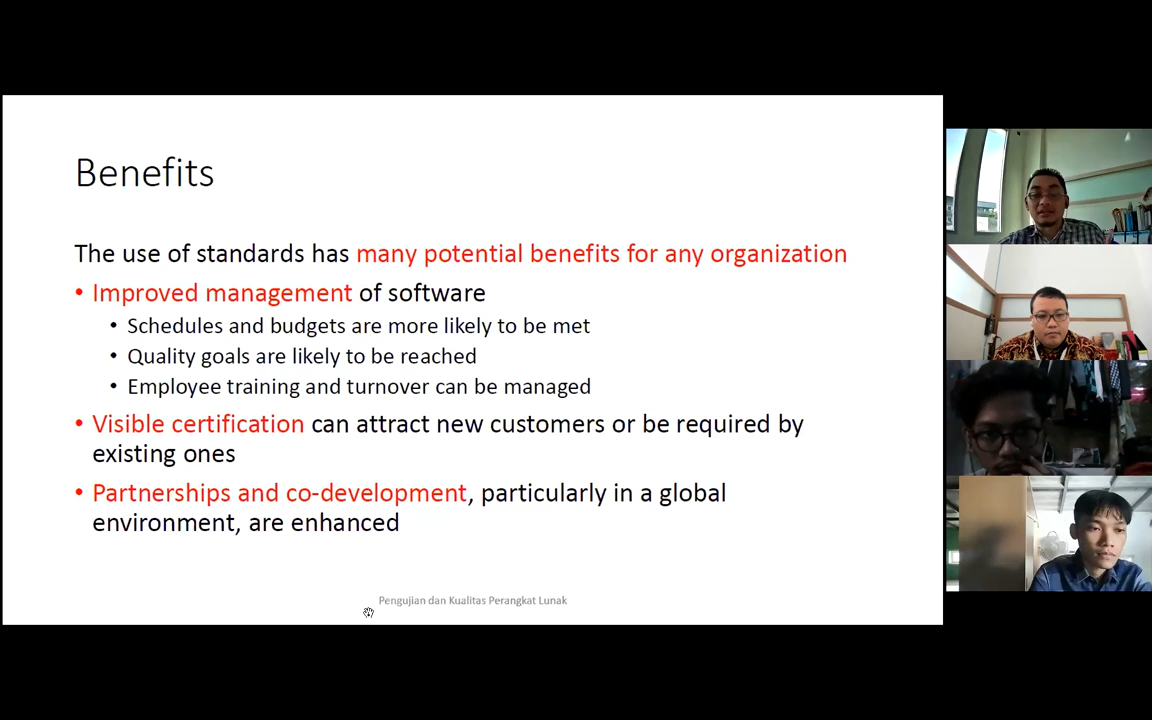 Benefits
The use of standards has many potential benefits for any organization
• Improved management of software
• Schedules and budgets are more likely to be met
• Quality goals are likely to be reached
• Employee training and turnover can be managed
• Visible certification can attract new customers or be required by
existing ones
• Partnerships and co-development, particularly in a global
environment, are enhanced
Pengujian dan Kualitas Perangkat Lunak